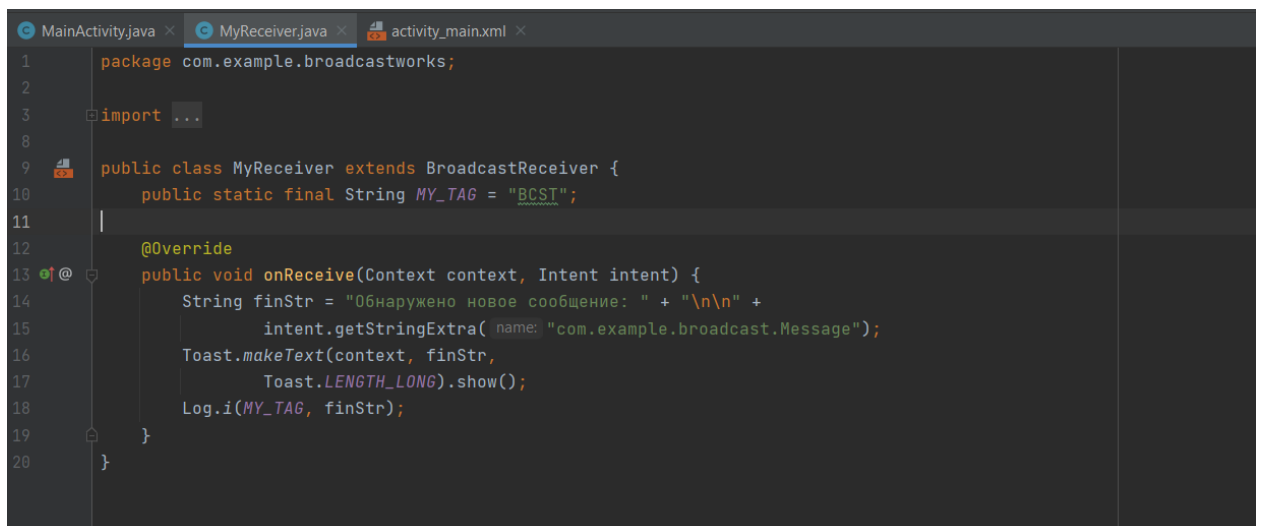 MainActivity.java MyReceiver.java activity_main.xml
1 package com.example.broadcastworks;
2
3 import ...
8
9 public class MyReceiver extends BroadcastReceiver {
10 public static final String MY_TAG = "BCST";
11
12 @Override
13 @ public void onReceive(Context context, Intent intent) {
14 String finStr = "Обнаружено новое сообщение: " + "\n\n" +
15 intent.getStringExtra( name: "com.example.broadcast.Message");
16 Toast.makeText(context, finStr,
17 Toast.LENGTH_LONG).show();
18 Log.i(MY_TAG, finStr);
19 }
20 }